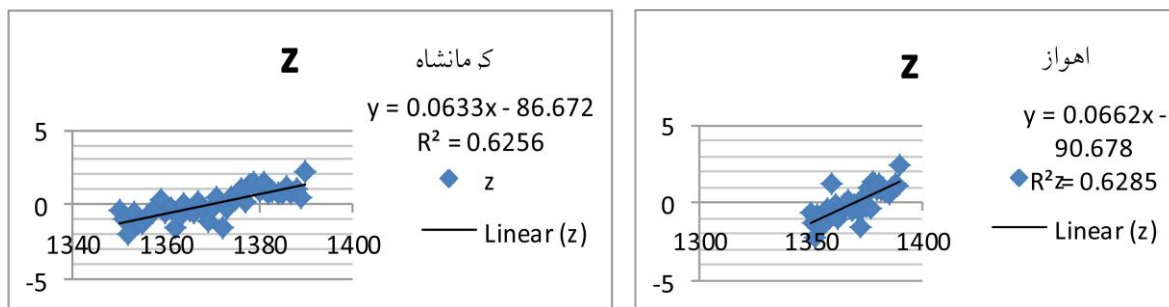 z
کرمانشاه
y = 0.0633x - 86.672
R² = 0.6256
z
Linear (z)
5
0
-5
1340
1360
1380
1400
z
اهواز
y = 0.0662x -
90.678
R² = 0.6285
z
Linear (z)
5
0
-5
1300
1350
1400